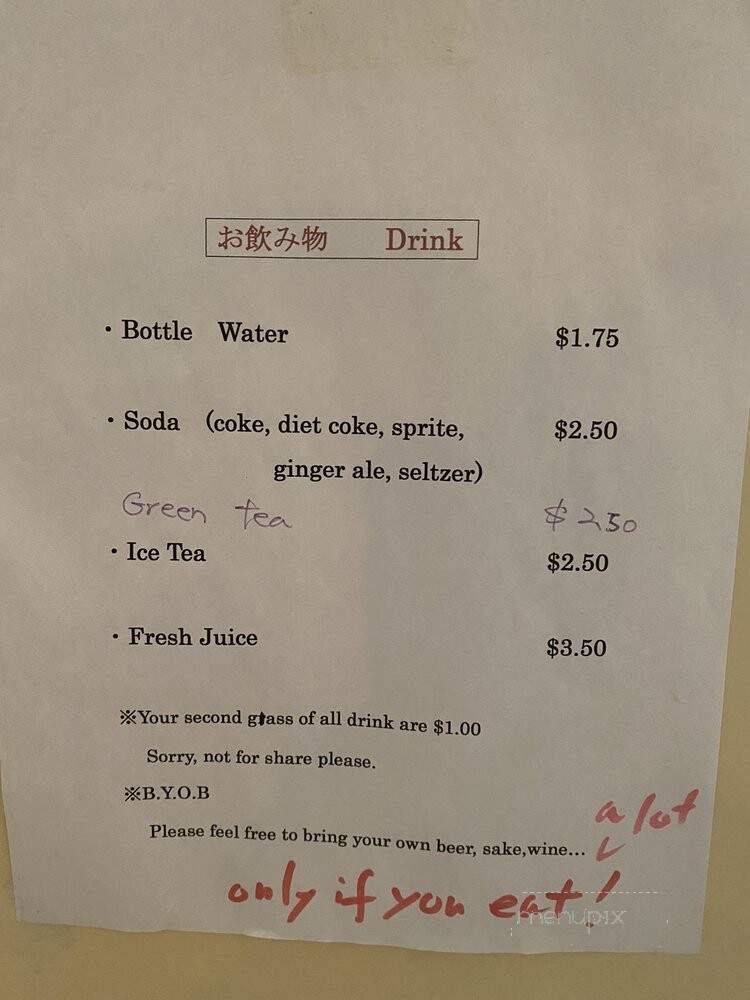 お飲み物 Drink
・Bottle Water $1.75
・Soda (coke, diet coke, sprite, $2.50
ginger ale, seltzer)
Green tea $250
・Ice Tea $2.50
・Fresh Juice $3.50
※Your second glass of all drink are $1.00
Sorry, not for share please.
※B.Y.O.B
a lot
Please feel free to bring your own beer, sake,wine...
only if you eat!
menupix